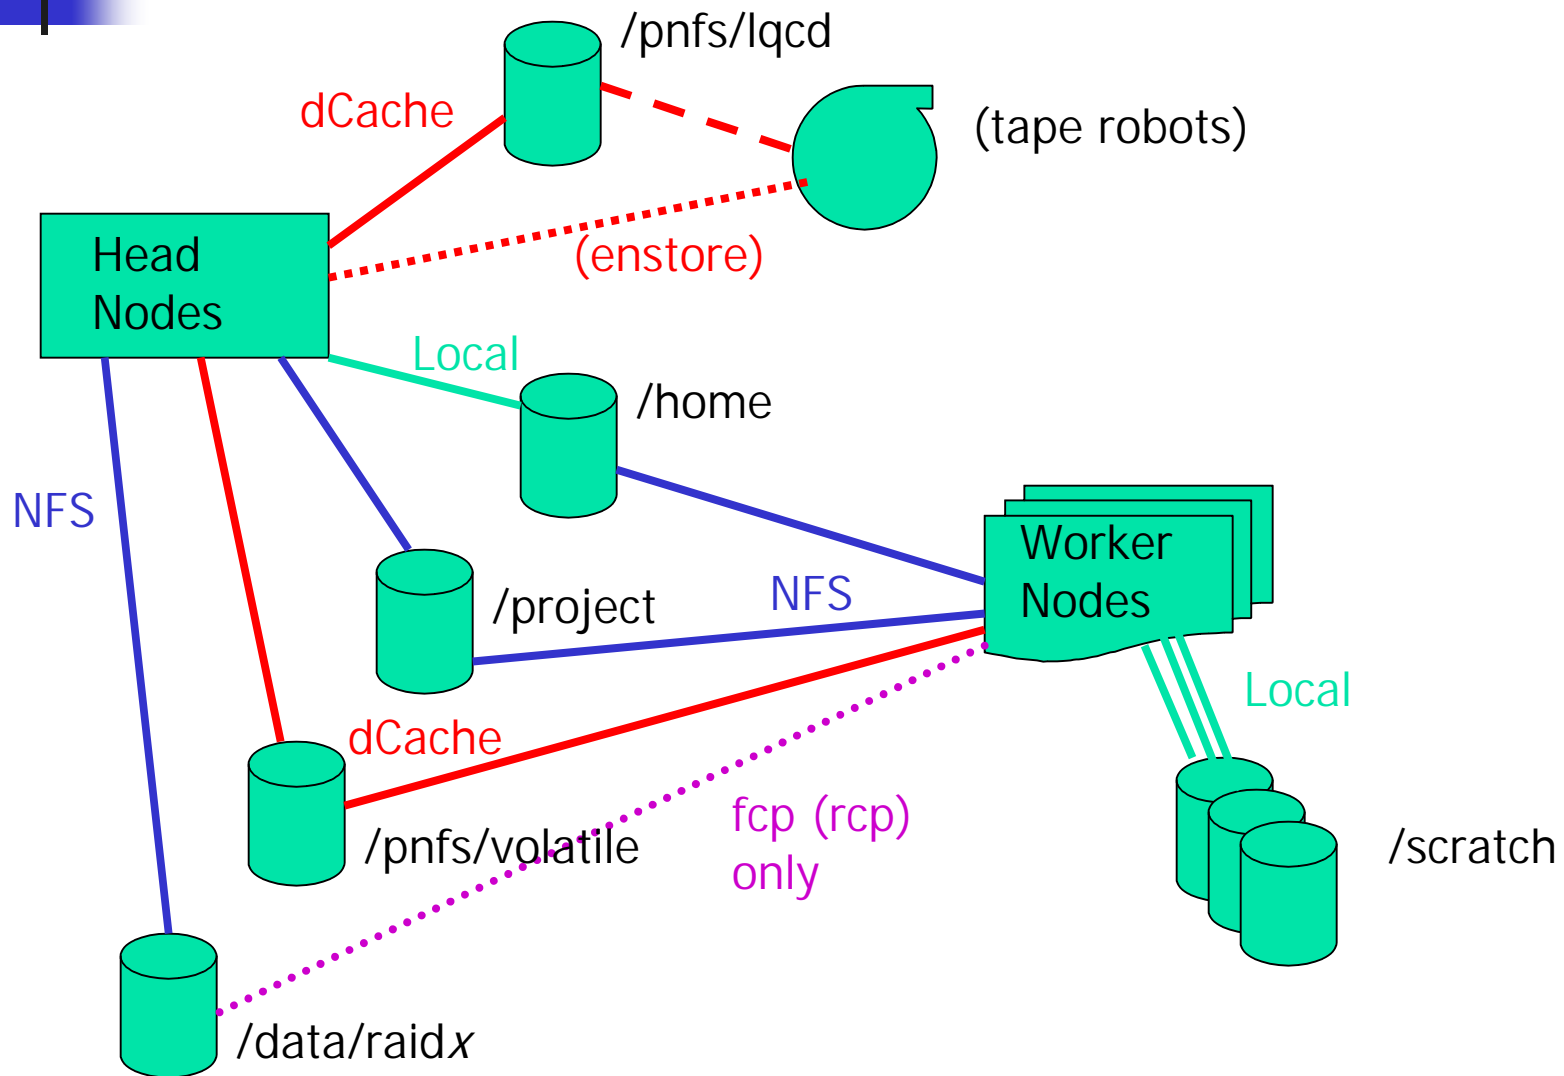 /pnfs/lqcd
dCache
(tape robots)
(enstore)
Head
Nodes
Local
/home
NFS
Worker
Nodes
NFS
/project
Local
dCache
fcp (rcp)
only
/pnfs/volatile
/scratch
/data/raidx